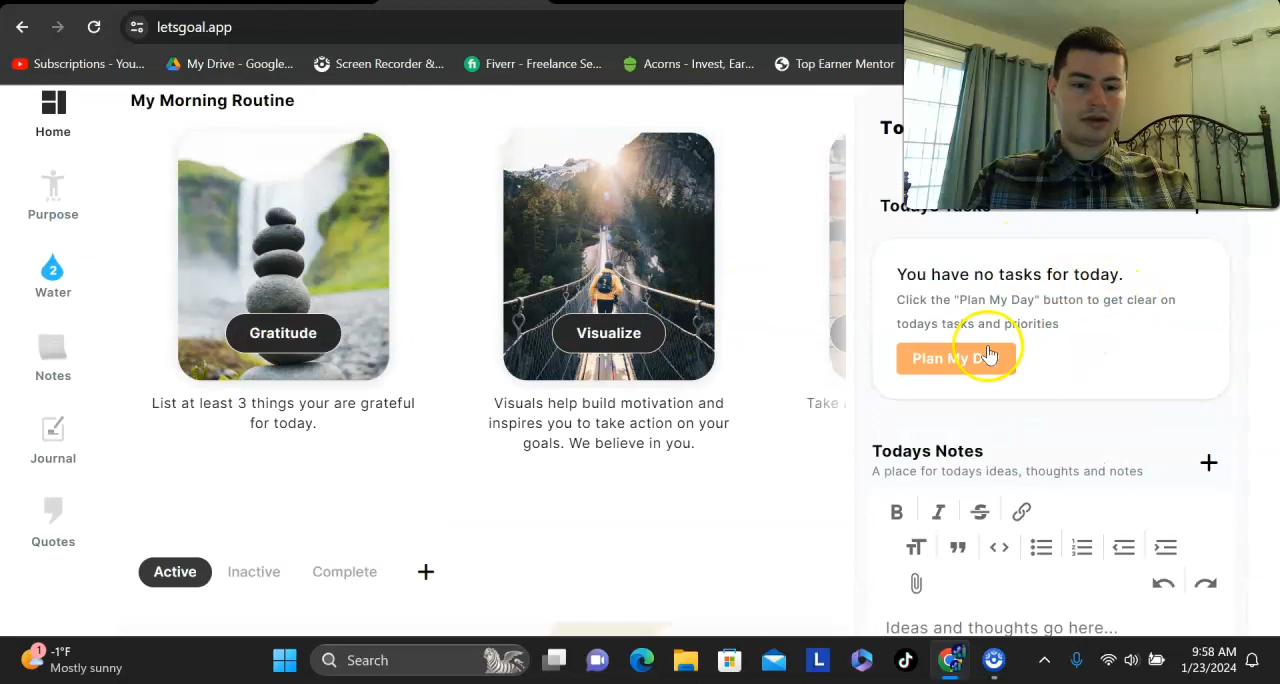 letsgoal.app
Subscriptions - You...
My Drive - Google...
Screen Recorder &...
Fiverr - Freelance Se...
Acorns - Invest, Ear...
Top Earner Mentor
Home
Purpose
2
Water
Notes
Journal
Quotes
My Morning Routine
Gratitude
List at least 3 things your are grateful
for today.
Visualize
Visuals help build motivation and
inspires you to take action on your
goals. We believe in you.
Take
Active
Inactive
Complete
+
To
Todays Tasks
You have no tasks for today.
Click the "Plan My Day" button to get clear on
todays tasks and priorities
Plan My D
Todays Notes
A place for todays ideas, thoughts and notes
+
Ideas and thoughts go here...
1
-1°F
Mostly sunny
Search
L
9:58 AM
1/23/2024